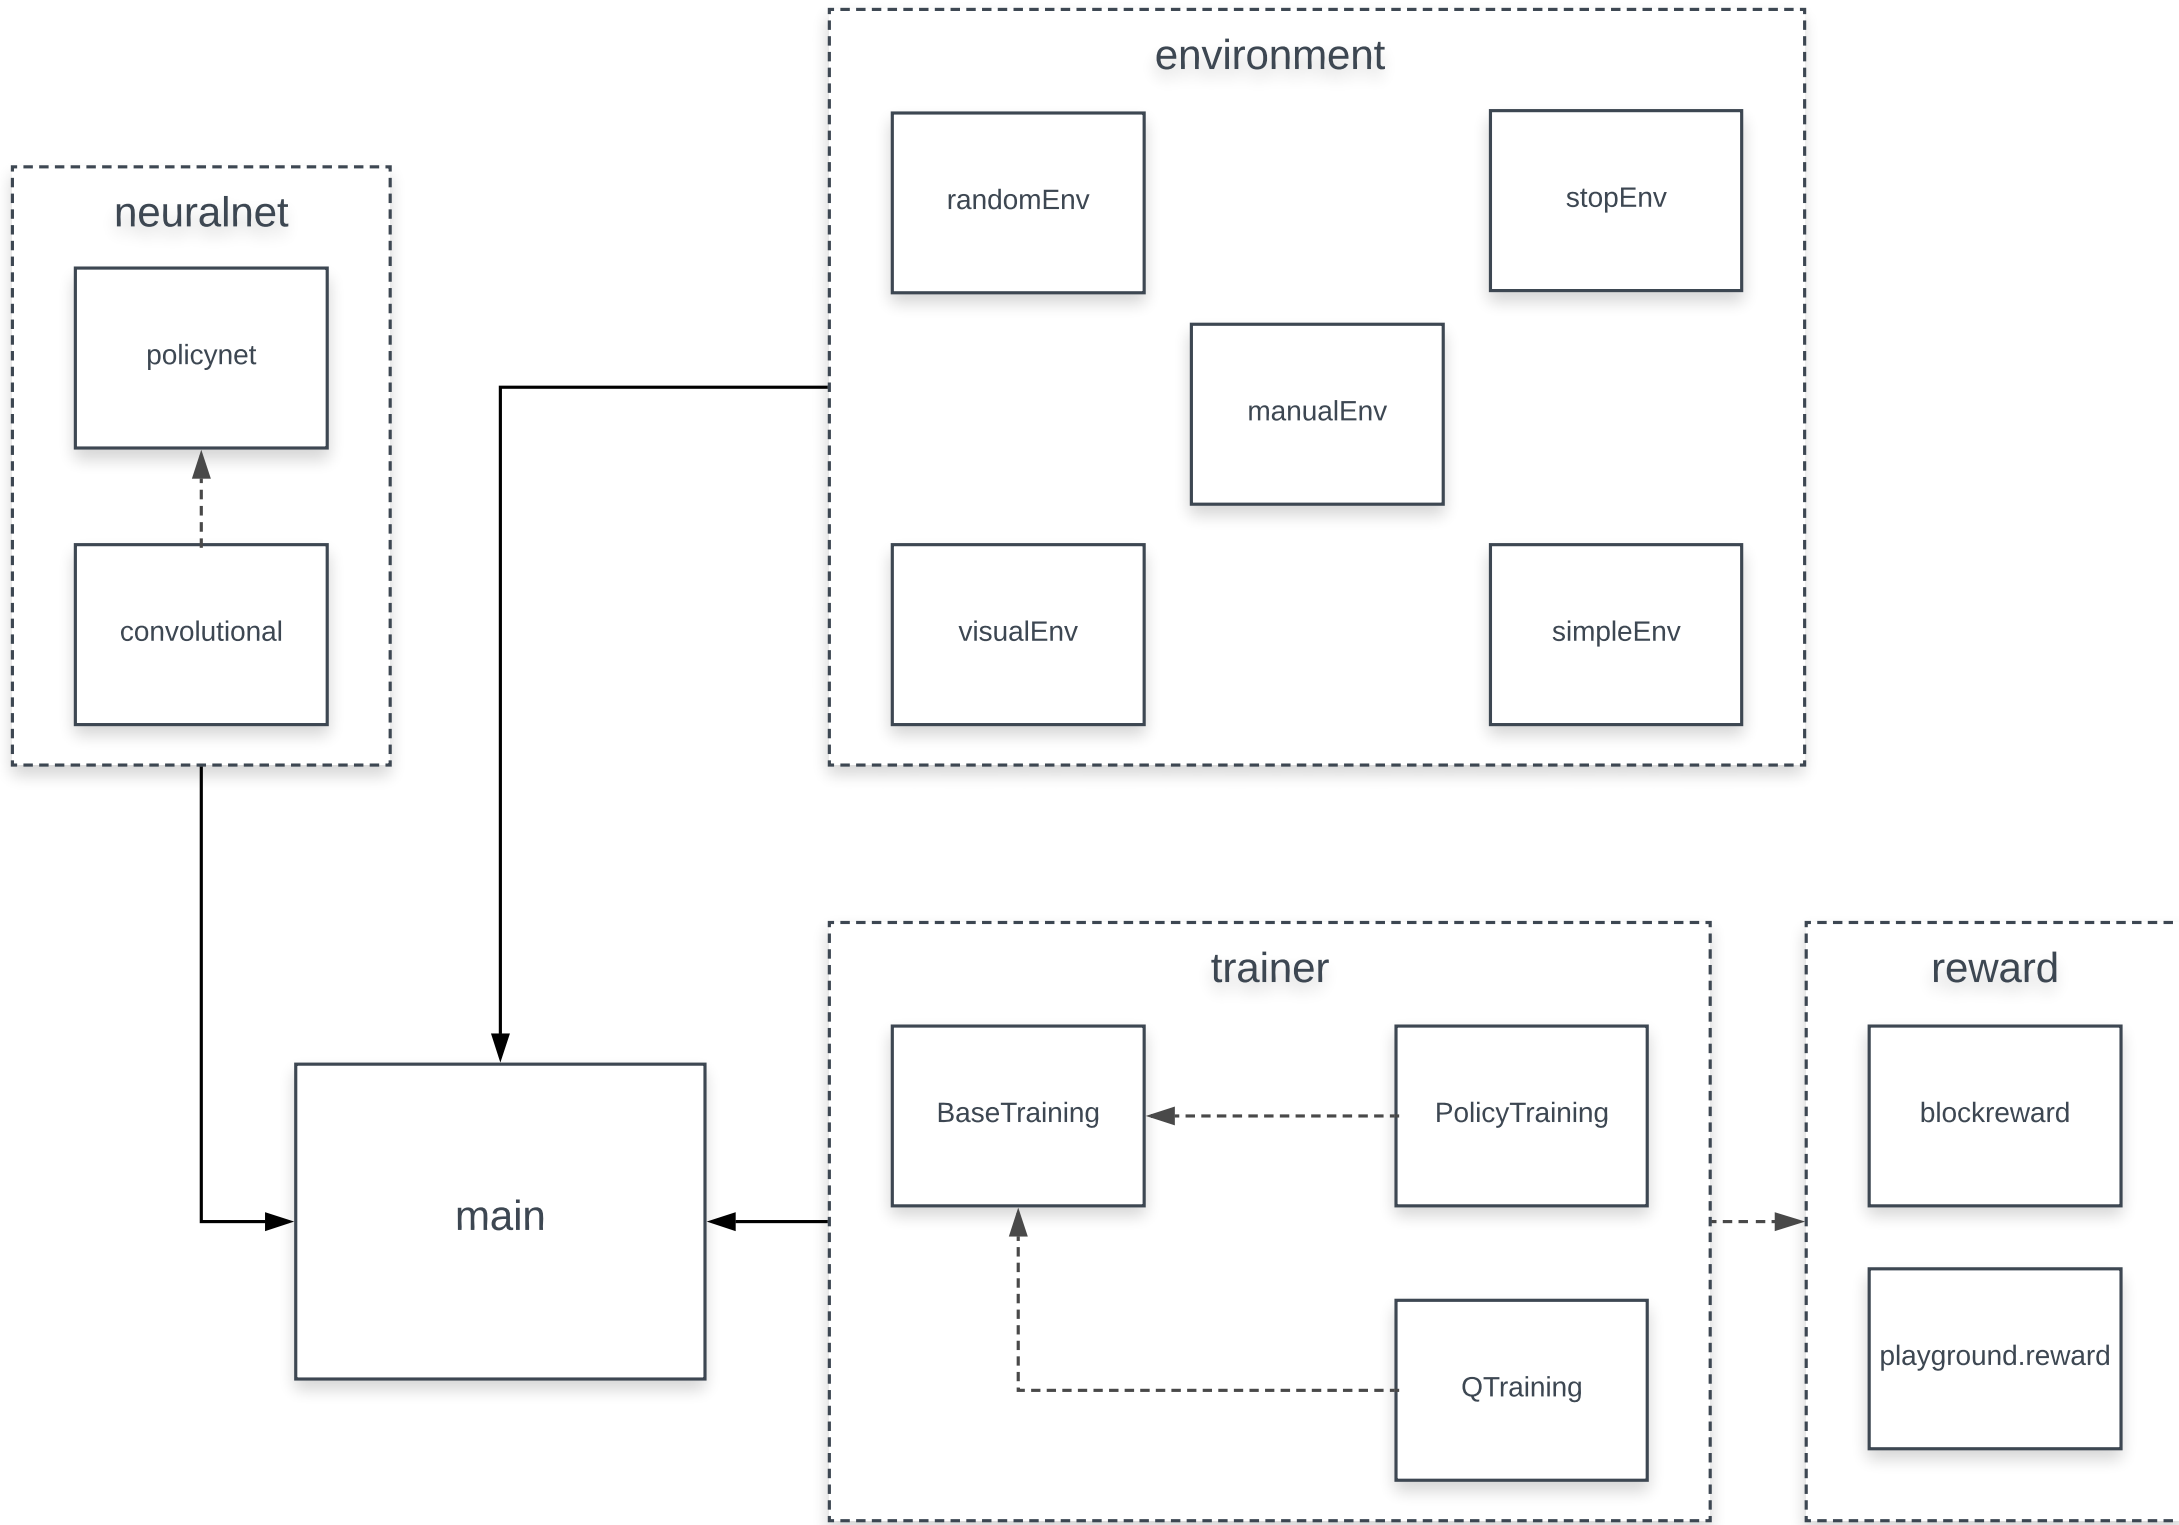 environment
randomEnv
stopEnv
manualEnv
visualEnv
simpleEnv
neuralnet
policynet
convolutional
main
trainer
BaseTraining
PolicyTraining
QTraining
reward
blockreward
playground.reward